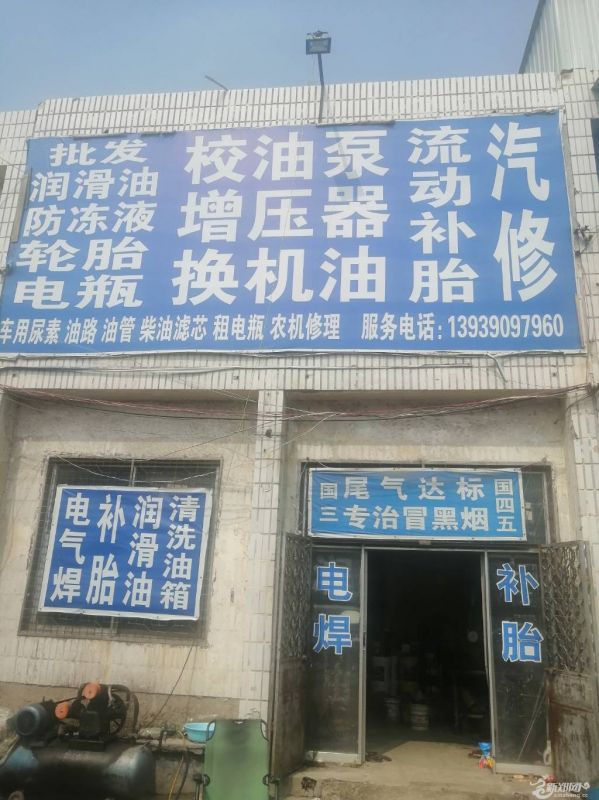 批发
润滑油
防冻液
轮胎
电瓶
校油泵
增压器
换机油
流动补胎
汽修
车用尿素 油路 油管 柴油滤芯 租电瓶 农机修理 服务电话: 13939097960
国三
尾气达标
专治冒黑烟
国四五
电气焊
补胎
润滑油
清洗油箱
电焊
补胎
新郑网